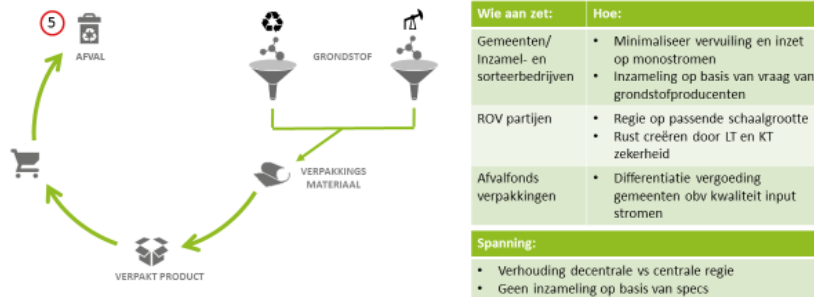 5
AFVAL
GRONDSTOF
VERPAKKINGS
MATERIAAL
VERPAKT PRODUCT
Wie aan zet: Hoe:
Gemeenten/
Inzamel- en
sorteerbedrijven
• Minimaliseer vervuiling en inzet
op monostromen
• Inzameling op basis van vraag van
grondstofproducenten
ROV partijen
• Regie op passende schaalgrootte
• Rust creëren door LT en KT
zekerheid
Afvalfonds
verpakkingen
• Differentiatie vergoeding
gemeenten obv kwaliteit input
stromen
Spanning:
• Verhouding decentrale vs centrale regie
• Geen inzameling op basis van specs